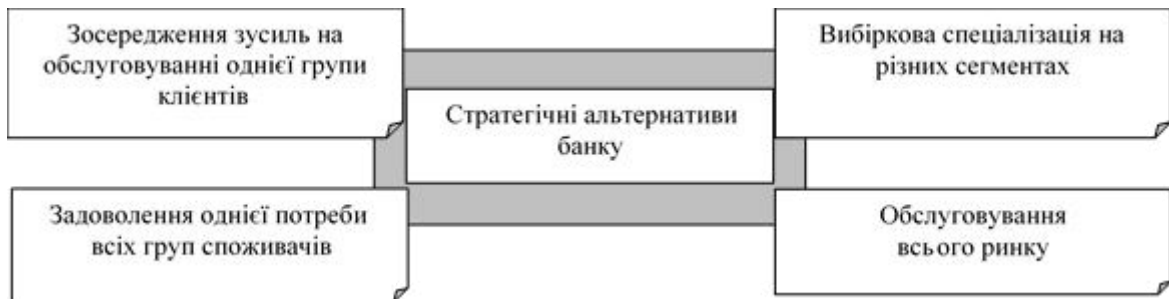 Зосередження зусиль на
обслуговуванні однієї групи
клієнтів
Вибіркова спеціалізація на
різних сегментах
Стратегічні альтернативи
банку
Задоволення однієї потреби
всіх груп споживачів
Обслуговування
всього ринку